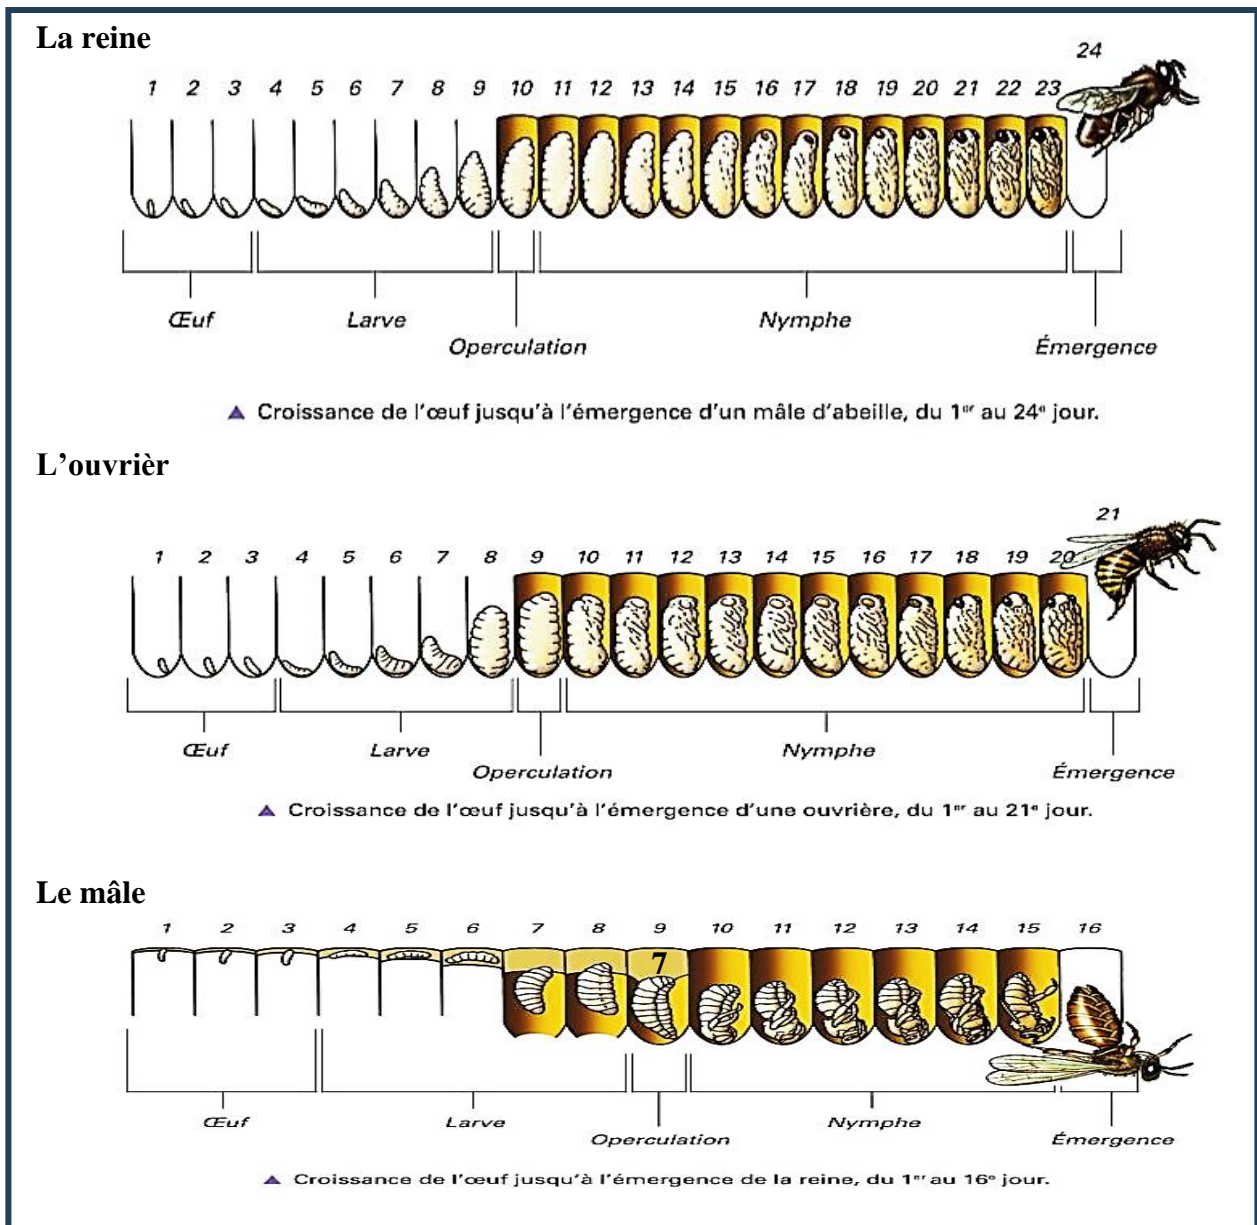 La reine
24
1 2 3 4 5 6 7 8 9 10 11 12 13 14 15 16 17 18 19 20 21 22 23
Œuf Larve Nymphe
Operculation Émergence
▲ Croissance de l'œuf jusqu'à l'émergence d'un mâle d'abeille, du 1er au 24e jour.
L'ouvrièr
21
1 2 3 4 5 6 7 8 9 10 11 12 13 14 15 16 17 18 19 20
Œuf Larve Nymphe
Operculation Émergence
▲ Croissance de l'œuf jusqu'à l'émergence d'une ouvrière, du 1er au 21e jour.
Le mâle
1 2 3 4 5 6 7 8 9 10 11 12 13 14 15 16
7
Œuf Larve Nymphe
Operculation Émergence
▲ Croissance de l'œuf jusqu'à l'émergence de la reine, du 1er au 16e jour.